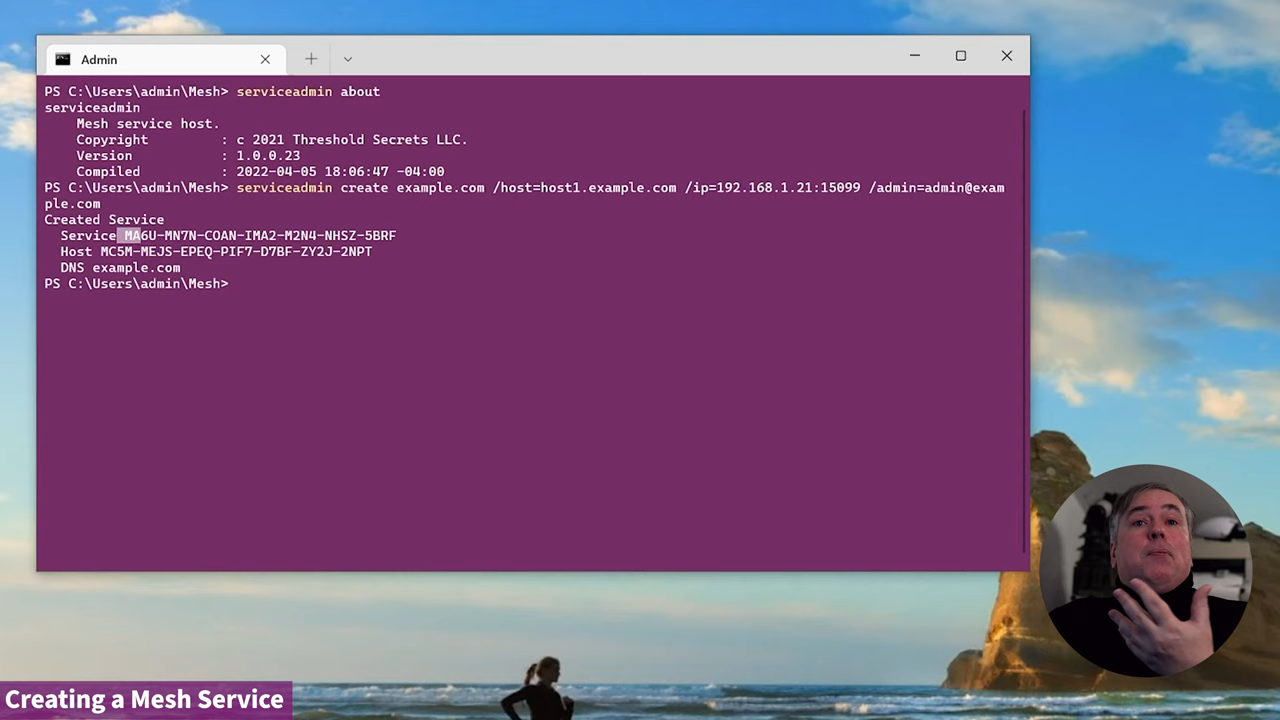 Admin
PS C:\Users\admin\Mesh> serviceadmin about
serviceadmin
Mesh service host.
Copyright : c 2021 Threshold Secrets LLC.
Version : 1.0.0.23
Compiled : 2022-04-05 18:06:47 -04:00
PS C:\Users\admin\Mesh> serviceadmin create example.com /host=host1.example.com /ip=192.168.1.21:15099 /admin=admin@exam
ple.com
Created Service
Service MA6U-MN7N-COAN-IMA2-M2N4-NHSZ-5BRF
Host MC5M-MEJS-EPEQ-PIF7-D7BF-ZY2J-2NPT
DNS example.com
PS C:\Users\admin\Mesh>
Creating a Mesh Service